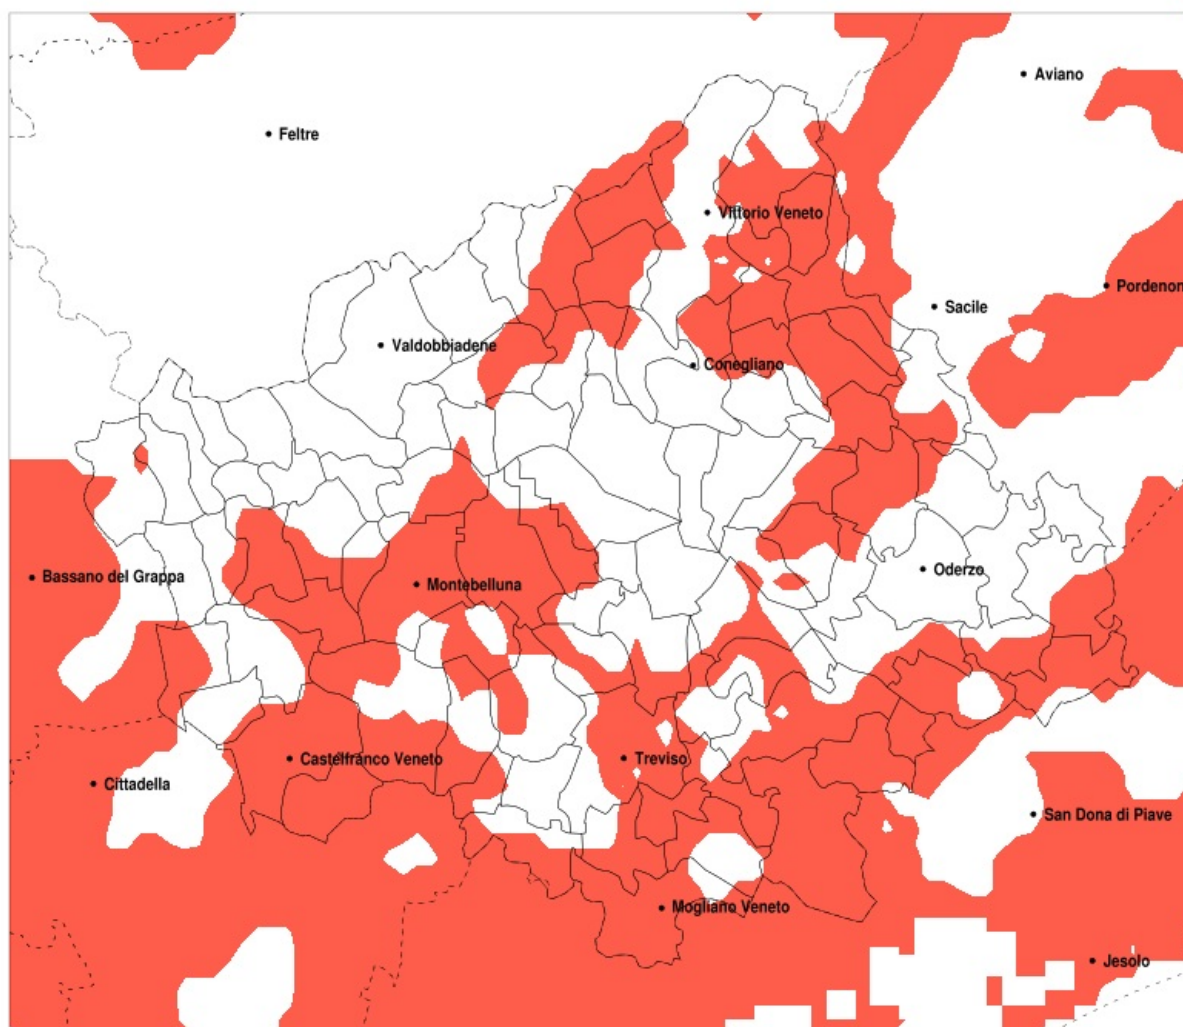 Aviano
Feltre
Vittorio Veneto
Pordenon
Sacile
Valdobbiadene
Conegliano
Oderzo
Bassano del Grappa
Montebelluna
Castelfranco Veneto
Treviso
Cittadella
San Dona di Piave
Mogliano Veneto
Jesolo